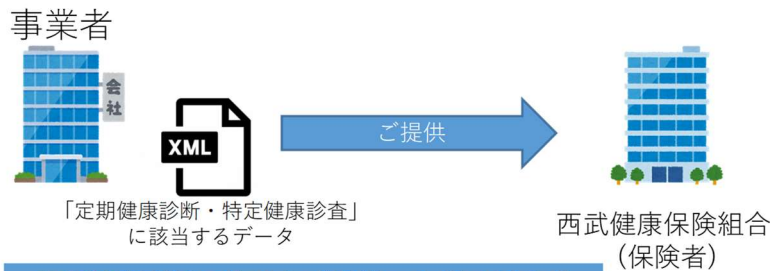 事業者
会社
XML
ご提供
「定期健康診断・特定健康診査」
に該当するデータ
西武健康保険組合
(保険者)